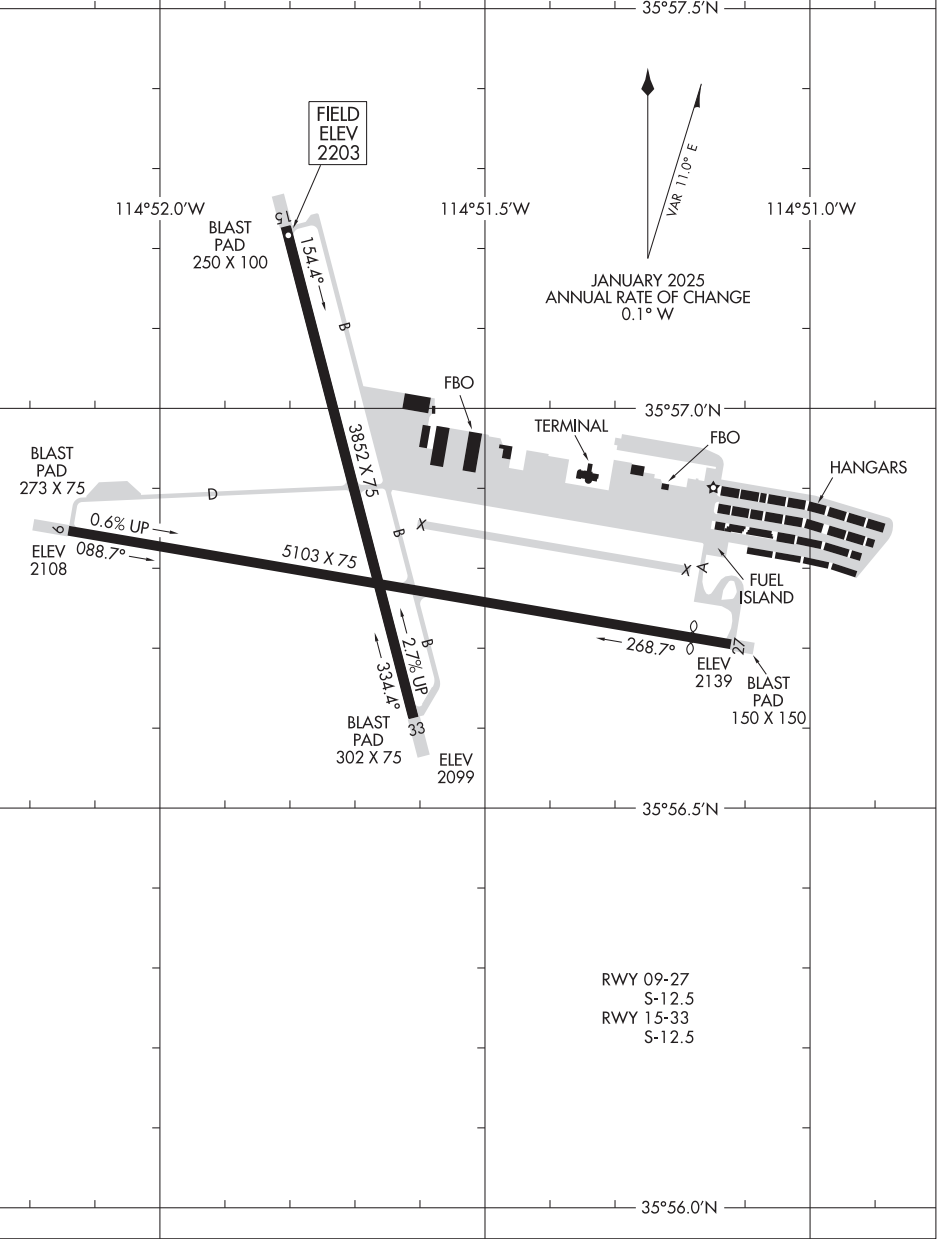 35°57.5'N
FIELD
ELEV
2203
VAR 11.0° E
114°52.0'W
114°51.5'W
114°51.0'W
BLAST
PAD
250 X 100
15
154.4°
JANUARY 2025
ANNUAL RATE OF CHANGE
0.1° W
B
FBO
35°57.0'N
TERMINAL
FBO
HANGARS
3852 X 75
BLAST
PAD
273 X 75
D
9
0.6% UP
088.7°
ELEV
2108
5103 X 75
B
X
X
A
FUEL
ISLAND
268.7°
27
ELEV
2139
BLAST
PAD
150 X 150
B
2.7% UP
334.4°
33
BLAST
PAD
302 X 75
ELEV
2099
35°56.5'N
RWY 09-27
S-12.5
RWY 15-33
S-12.5
35°56.0'N